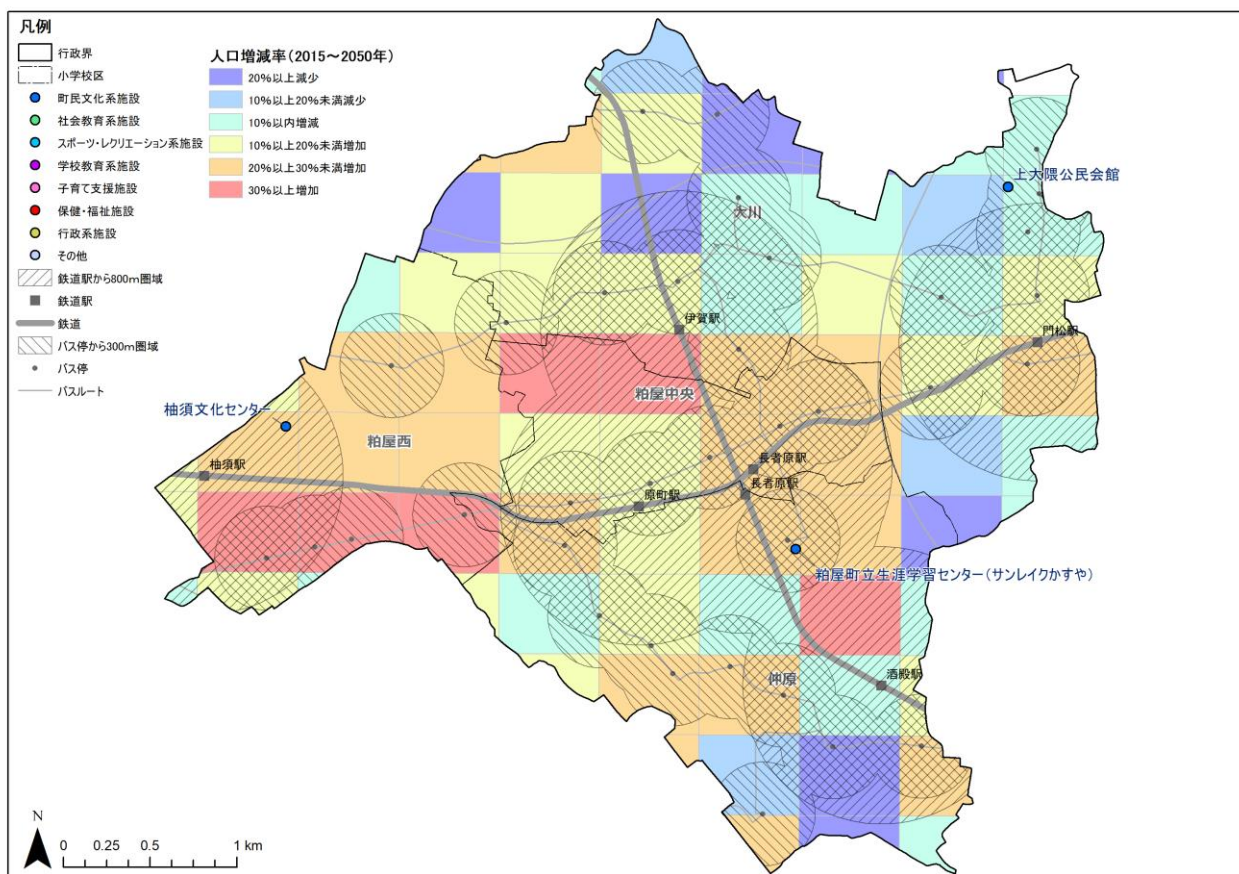 凡例
行政界
小学校区
町民文化系施設
社会教育系施設
スポーツ・レクリエーション系施設
学校教育系施設
子育て支援施設
保健・福祉施設
行政系施設
その他
鉄道駅から800m圏域
鉄道駅
鉄道
バス停から300m圏域
バス停
バスルート
人口増減率(2015～2050年)
20%以上減少
10%以上20%未満減少
10%以内増減
10%以上20%未満増加
20%以上30%未満増加
30%以上増加
上大隈公民会館
大川
伊賀駅
門松駅
粕屋中央
柚須文化センター
粕屋西
柚須駅
長者原駅
長者原駅
原町駅
粕屋町立生涯学習センター(サンレイクかすや)
仲原
酒殿駅
N
0 0.25 0.5 1 km